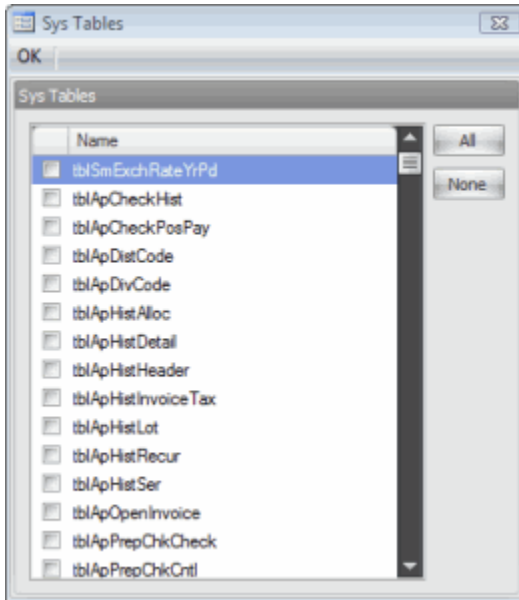 Sys Tables
OK
Sys Tables
Name
All
tblSmExchRateYrPd
None
tblApCheckHist
tblApCheckPosPay
tblApDistCode
tblApDivCode
tblApHistAlloc
tblApHistDetail
tblApHistHeader
tblApHistInvoiceTax
tblApHistLot
tblApHistRecur
tblApHistSer
tblApOpenInvoice
tblApPrepChkCheck
tblApPrepChkCntl